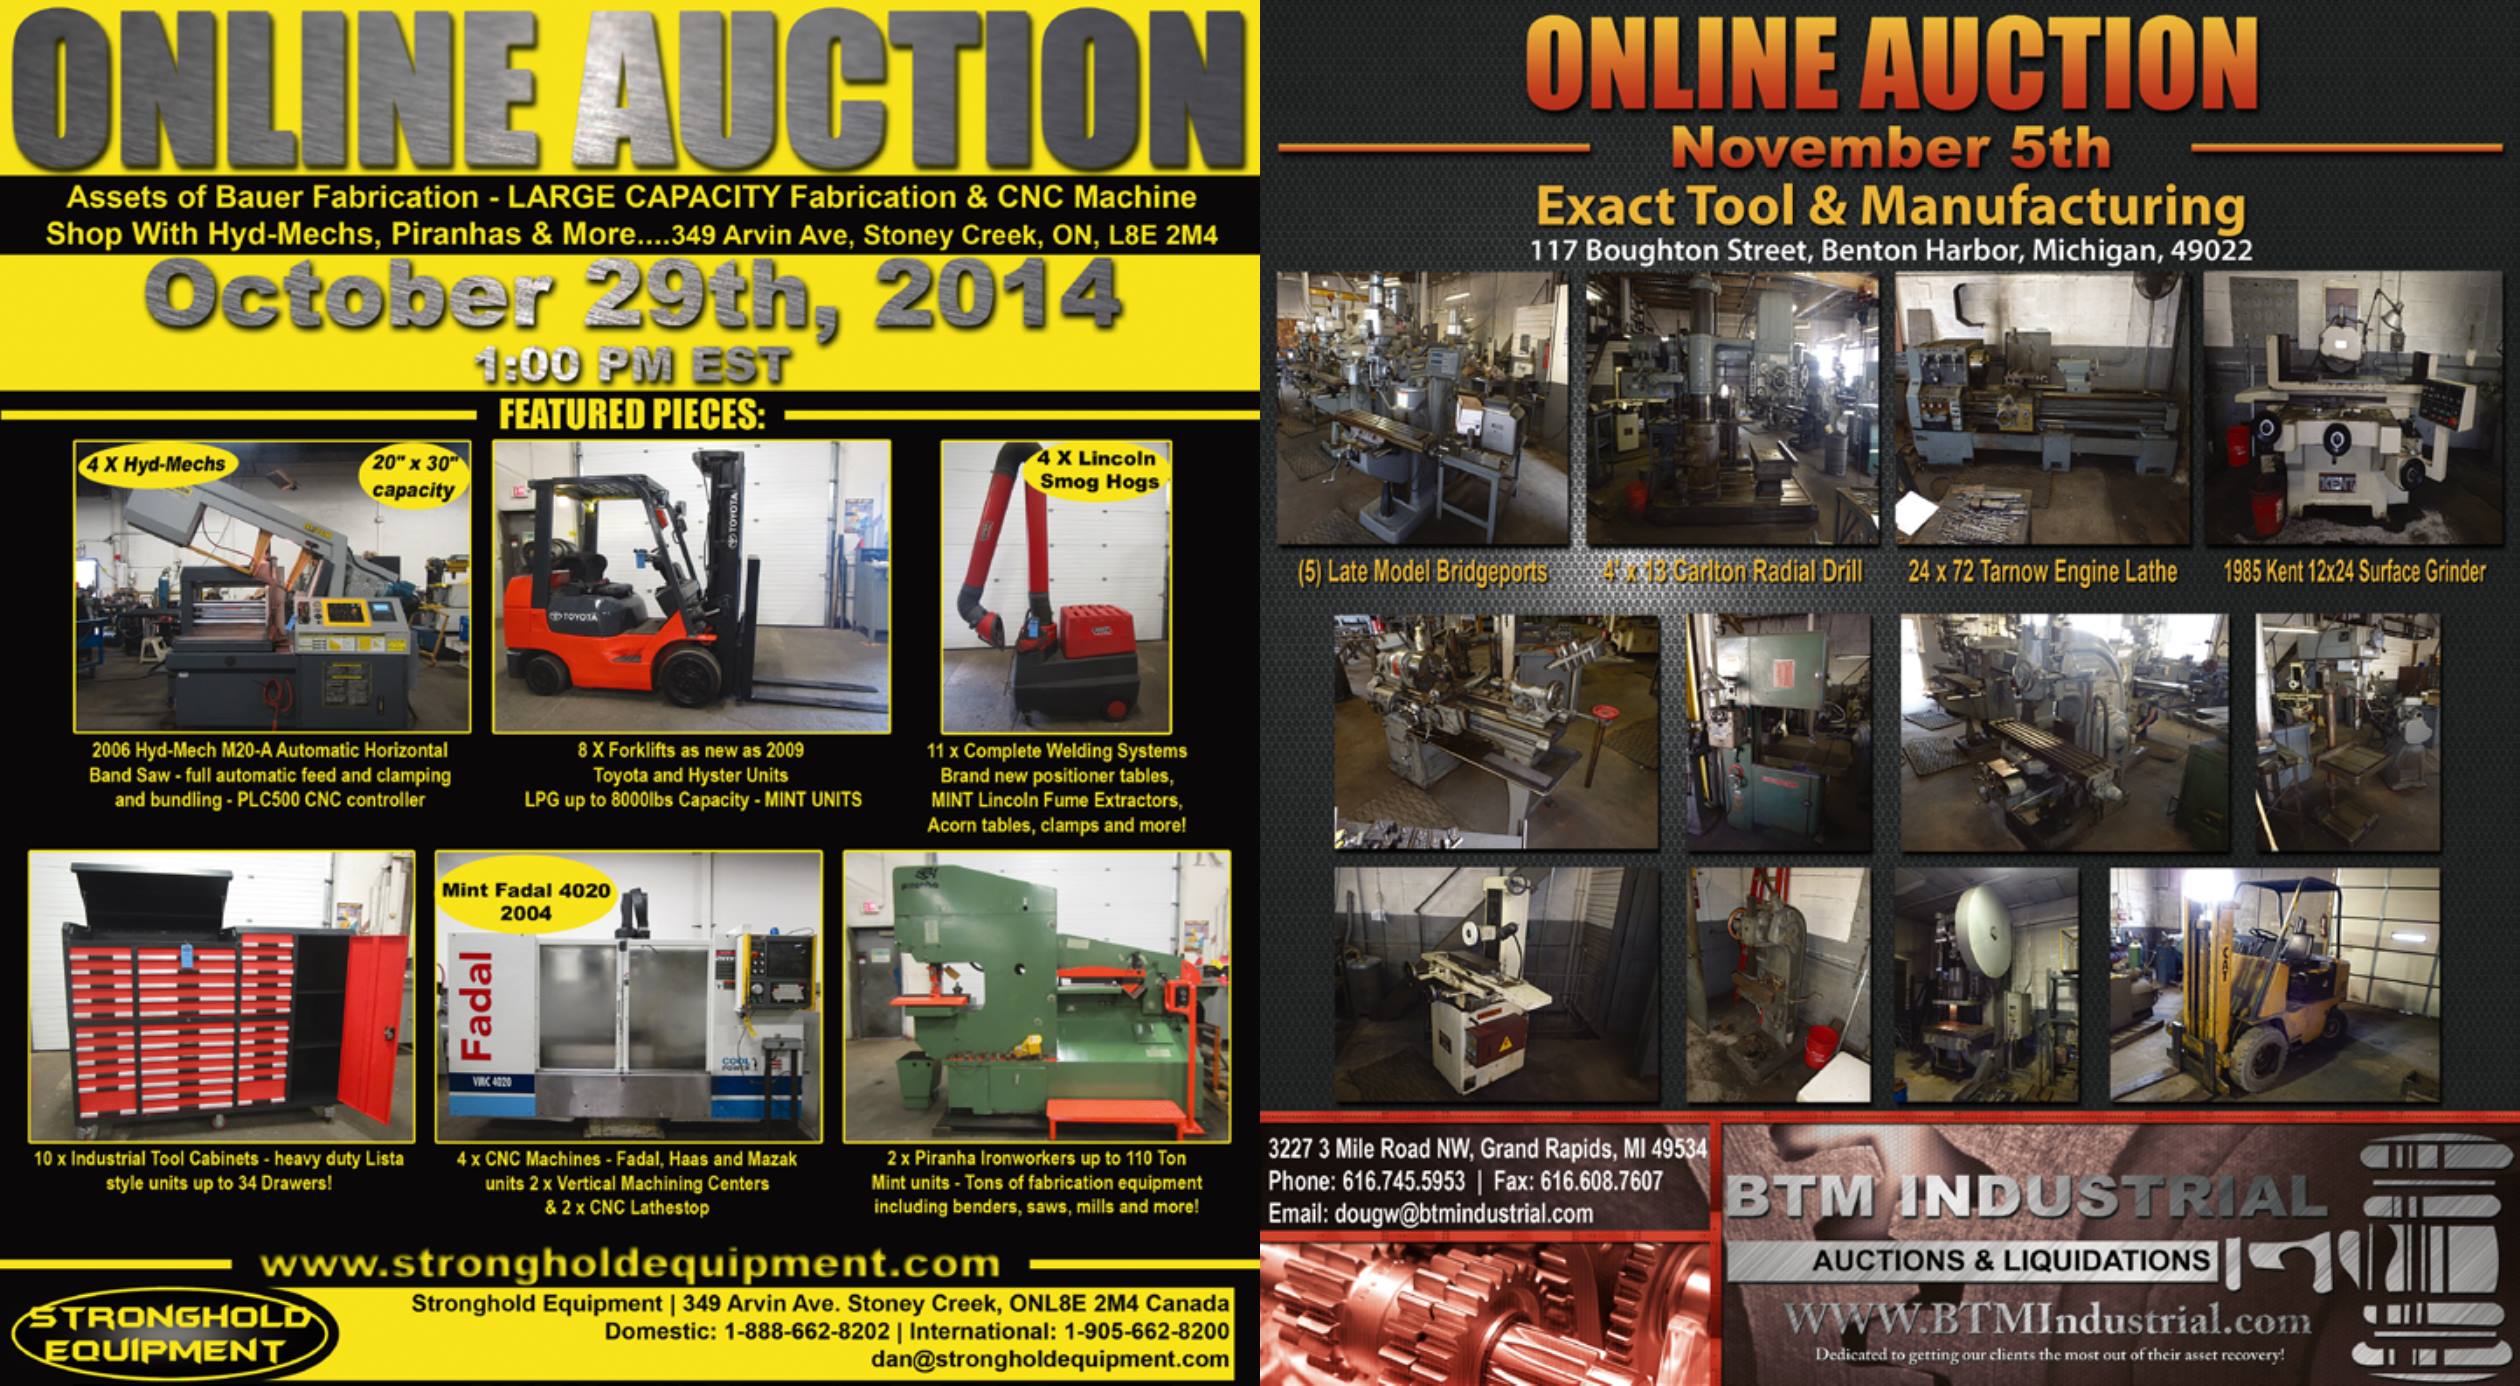 ONLINE AUCTION
Assets of Bauer Fabrication - LARGE CAPACITY Fabrication & CNC Machine
Shop With Hyd-Mechs, Piranhas & More....349 Arvin Ave, Stoney Creek, ON, L8E 2M4
October 29th, 2014
1:00 PM EST
FEATURED PIECES:
4 X Hyd-Mechs
20" x 30"
capacity
TOYOTA
TOYOTA
4 X Lincoln
Smog Hogs
2006 Hyd-Mech M20-A Automatic Horizontal
Band Saw - full automatic feed and clamping
and bundling - PLC500 CNC controller
8 X Forklifts as new as 2009
Toyota and Hyster Units
LPG up to 8000lbs Capacity - MINT UNITS
11 x Complete Welding Systems
Brand new positioner tables,
MINT Lincoln Fume Extractors,
Acorn tables, clamps and more!
Mint Fadal 4020
2004
Fadal
VMC 4020
COOL
POWER
piranha
10 x Industrial Tool Cabinets - heavy duty Lista
style units up to 34 Drawers!
4 x CNC Machines - Fadal, Haas and Mazak
units 2 x Vertical Machining Centers
& 2 x CNC Lathestop
2 x Piranha Ironworkers up to 110 Ton
Mint units - Tons of fabrication equipment
including benders, saws, mills and more!
www.strongholdequipment.com
STRONGHOLD
EQUIPMENT
Stronghold Equipment | 349 Arvin Ave. Stoney Creek, ONL8E 2M4 Canada
Domestic: 1-888-662-8202 | International: 1-905-662-8200
dan@strongholdequipment.com
ONLINE AUCTION
November 5th
Exact Tool & Manufacturing
117 Boughton Street, Benton Harbor, Michigan, 49022
KENT
(5) Late Model Bridgeports
4' x 13 Carlton Radial Drill
24 x 72 Tarnow Engine Lathe
1985 Kent 12x24 Surface Grinder
CAT
3227 3 Mile Road NW, Grand Rapids, MI 49534
Phone: 616.745.5953 | Fax: 616.608.7607
Email: dougw@btmindustrial.com
BTM INDUSTRIAL
AUCTIONS & LIQUIDATIONS
WWW.BTMIndustrial.com
Dedicated to getting our clients the most out of their asset recovery!